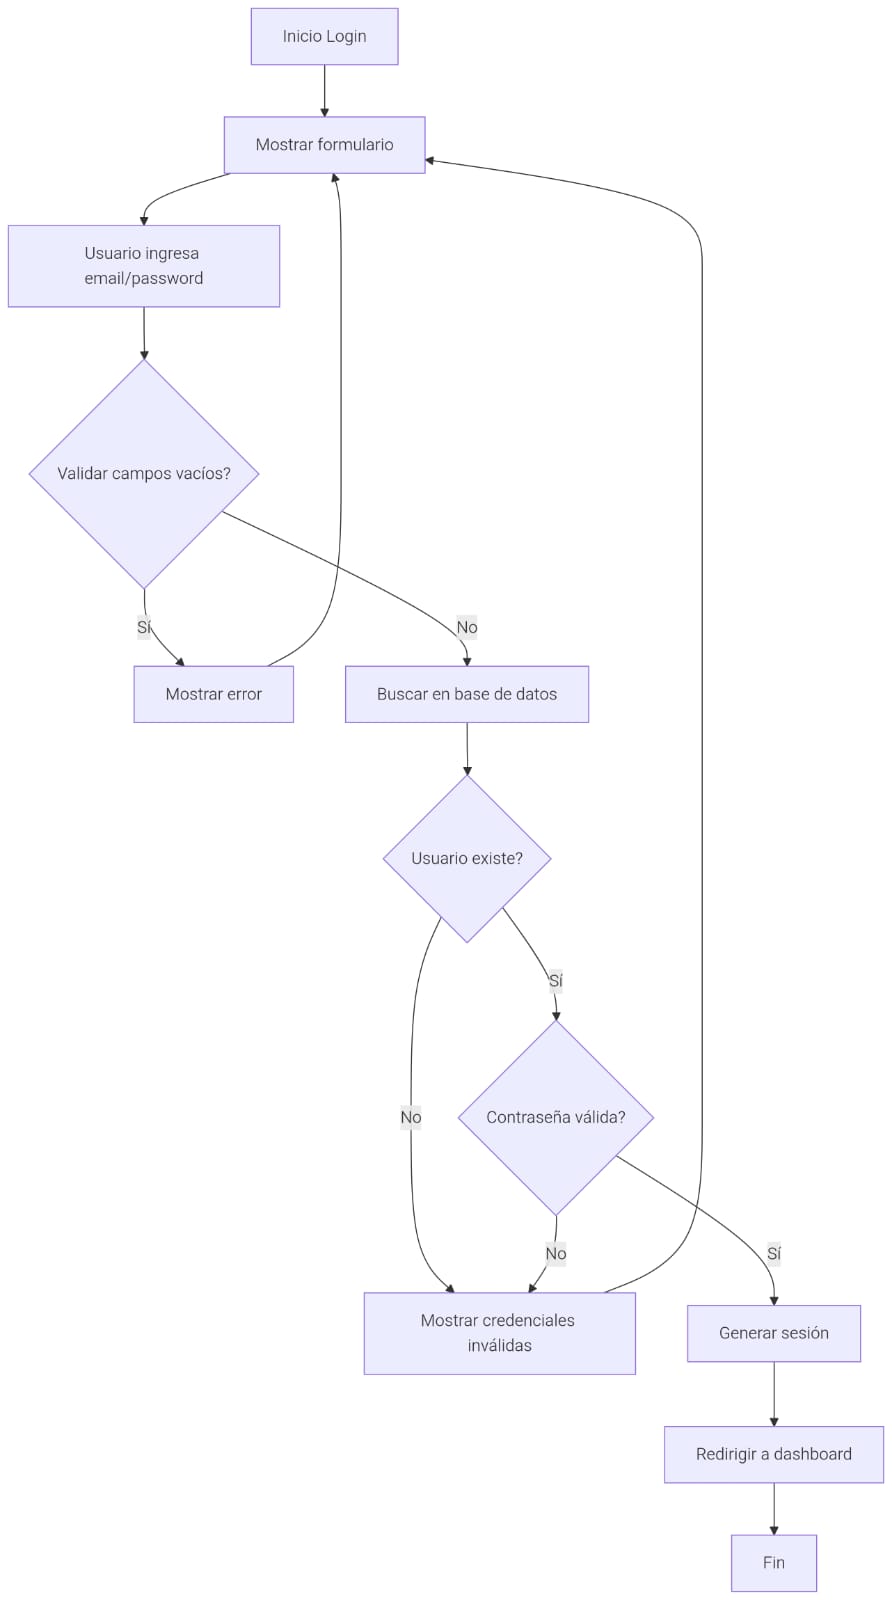 Inicio Login
Mostrar formulario
Usuario ingresa
email/password
Validar campos vacíos?
Sí
No
Mostrar error
Buscar en base de datos
Usuario existe?
Sí
No
Contraseña válida?
No
Sí
Mostrar credenciales
inválidas
Generar sesión
Redirigir a dashboard
Fin